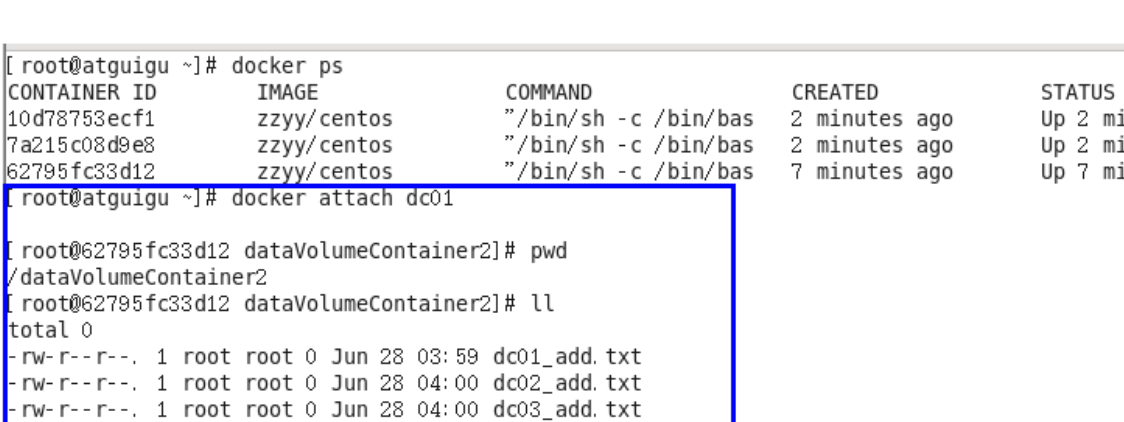 [root@atguigu ~]# docker ps
CONTAINER ID IMAGE COMMAND CREATED STATUS
10d78753ecf1 zzyy/centos "/bin/sh -c /bin/bas 2 minutes ago Up 2 mi
7a215c08d9e8 zzyy/centos "/bin/sh -c /bin/bas 2 minutes ago Up 2 mi
62795fc33d12 zzyy/centos "/bin/sh -c /bin/bas 7 minutes ago Up 7 mi
[root@atguigu ~]# docker attach dc01
[root@62795fc33d12 dataVolumeContainer2]# pwd
/dataVolumeContainer2
[root@62795fc33d12 dataVolumeContainer2]# ll
total 0
-rw-r--r--. 1 root root 0 Jun 28 03:59 dc01_add.txt
-rw-r--r--. 1 root root 0 Jun 28 04:00 dc02_add.txt
-rw-r--r--. 1 root root 0 Jun 28 04:00 dc03_add.txt